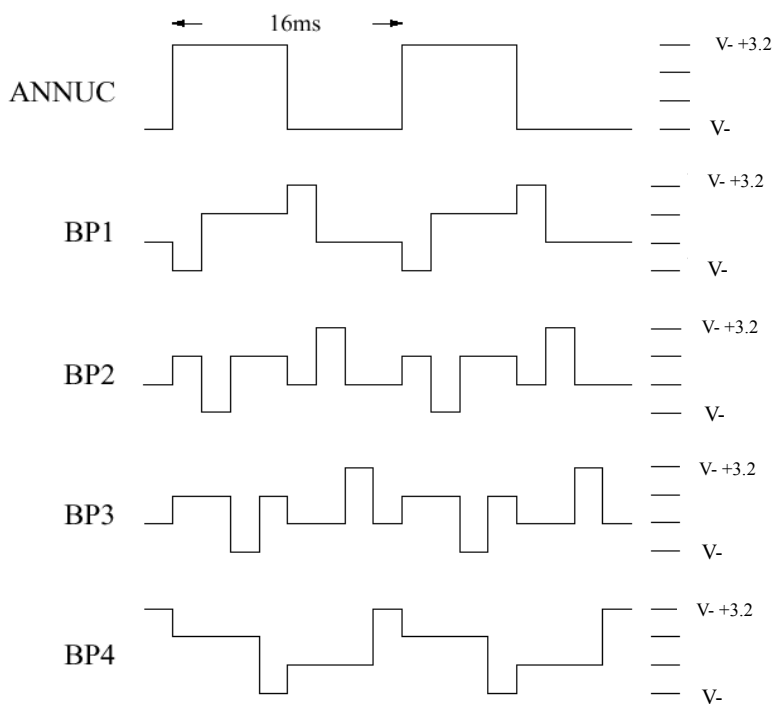 16ms
V- +3.2
ANNUC
V-
V- +3.2
BP1
V-
V- +3.2
BP2
V-
V- +3.2
BP3
V-
V- +3.2
BP4
V-